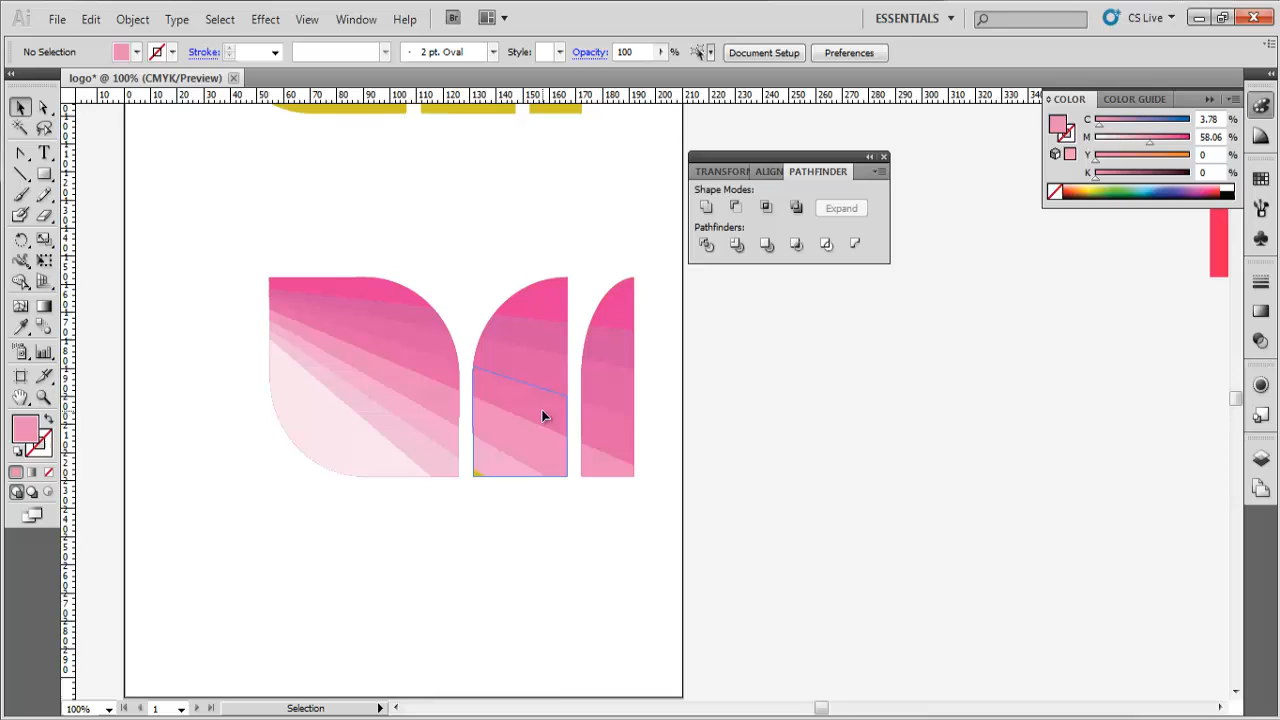 Ai File Edit Object Type Select Effect View Window Help Br ESSENTIALS CS Live
No Selection Stroke: 2 pt. Oval Style: Opacity: 100 % Document Setup Preferences
logo* @ 100% (CMYK/Preview)
10 0 10 20 30 40 50 60 70 80 90 100 110 120 130 140 150 160 170 180 190 200 210 220 230 240 250 260 270 280 290 300 310 320 330 340
COLOR COLOR GUIDE
C 3.78 %
M 58.06 %
Y 0 %
K 0 %
TRANSFORM ALIGN PATHFINDER
Shape Modes:
Expand
Pathfinders:
100% 1 Selection